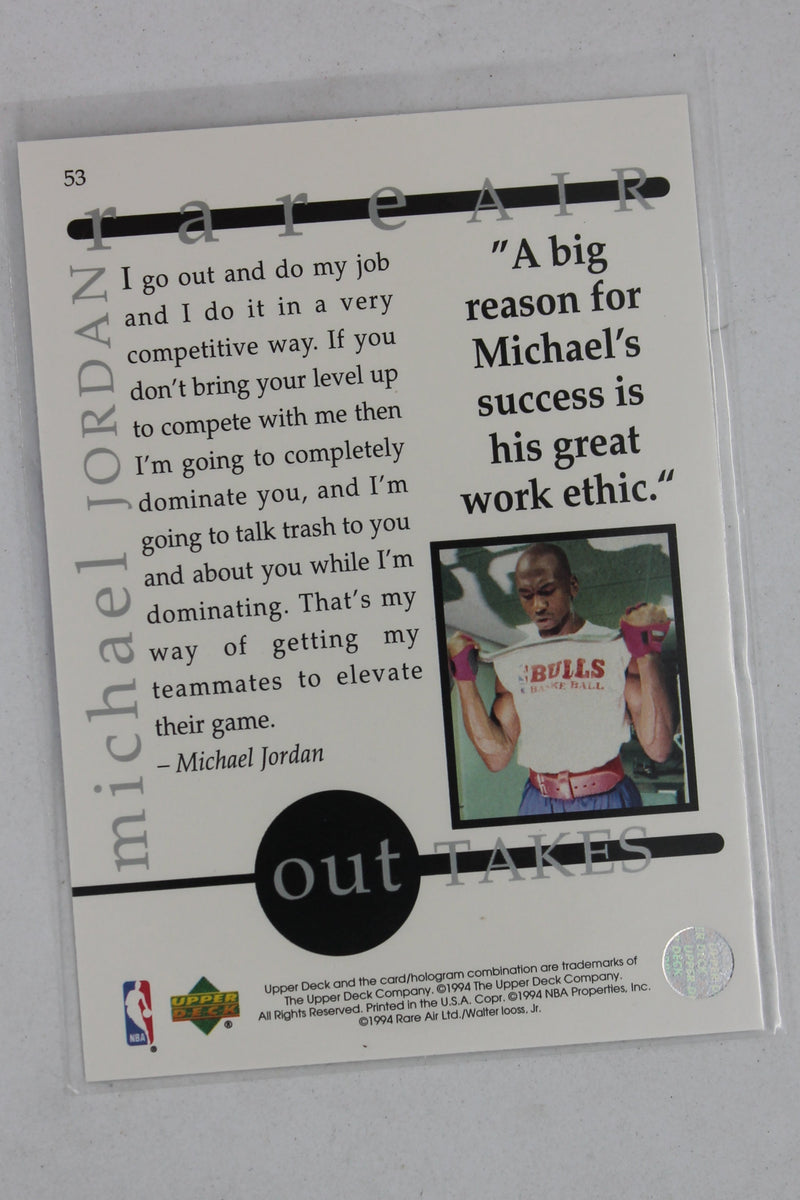 53
rare AIR
michael JORDAN
I go out and do my job
and I do it in a very
competitive way. If you
don't bring your level up
to compete with me then
I'm going to completely
dominate you, and I'm
going to talk trash to you
and about you while I'm
dominating. That's my
way of getting my
teammates to elevate
their game.
– Michael Jordan
"A big
reason for
Michael's
success is
his great
work ethic."
BULLS
out TAKES
Upper Deck and the card/hologram combination are trademarks of
The Upper Deck Company. ©1994 The Upper Deck Company.
All Rights Reserved. Printed in the U.S.A. Copr. ©1994 NBA Properties, Inc.
©1994 Rare Air Ltd./Walter Iooss, Jr.
NBA ®
UPPER
DECK ®